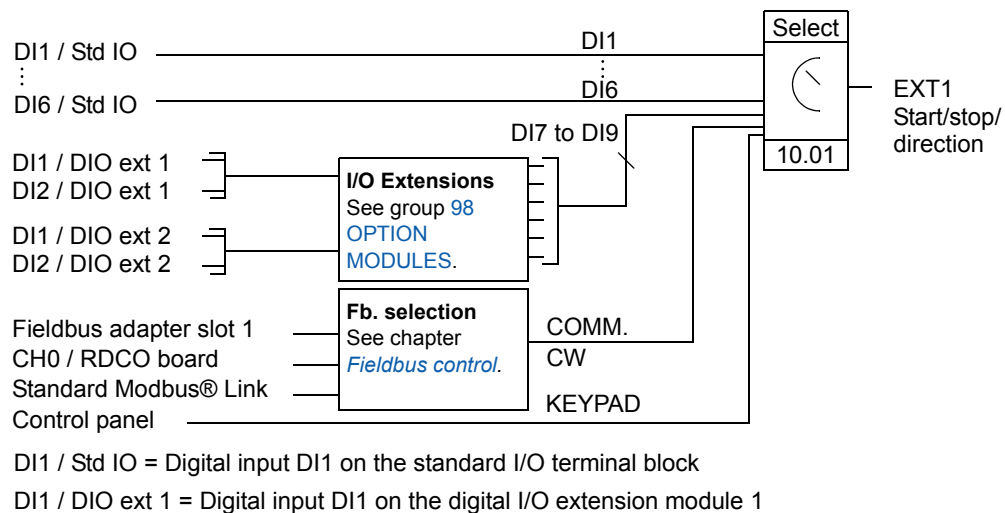 Select
DI1 / Std IO
DI1
DI6 / Std IO
DI6
EXT1
Start/stop/
direction
DI7 to DI9
10.01
DI1 / DIO ext 1
DI2 / DIO ext 1
DI1 / DIO ext 2
DI2 / DIO ext 2
I/O Extensions
See group 98
OPTION
MODULES.
Fb. selection
See chapter
Fieldbus control.
Fieldbus adapter slot 1
CH0 / RDCO board
Standard Modbus® Link
Control panel
COMM.
CW
KEYPAD
DI1 / Std IO = Digital input DI1 on the standard I/O terminal block
DI1 / DIO ext 1 = Digital input DI1 on the digital I/O extension module 1